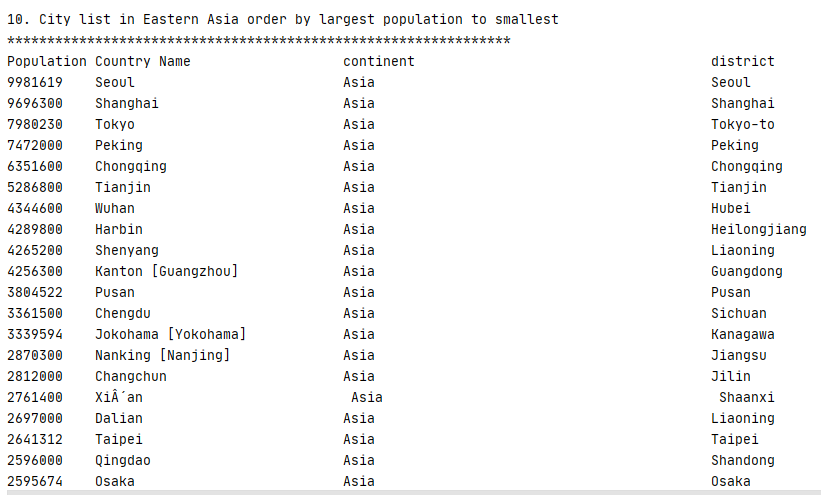 10. City list in Eastern Asia order by largest population to smallest
***************************************************************
Population Country Name                   continent                                     district
9981619    Seoul                          Asia                                          Seoul
9696300    Shanghai                       Asia                                          Shanghai
7980230    Tokyo                          Asia                                          Tokyo-to
7472000    Peking                         Asia                                          Peking
6351600    Chongqing                      Asia                                          Chongqing
5286800    Tianjin                        Asia                                          Tianjin
4344600    Wuhan                          Asia                                          Hubei
4289800    Harbin                         Asia                                          Heilongjiang
4265200    Shenyang                       Asia                                          Liaoning
4256300    Kanton [Guangzhou]             Asia                                          Guangdong
3804522    Pusan                          Asia                                          Pusan
3361500    Chengdu                        Asia                                          Sichuan
3339594    Jokohama [Yokohama]            Asia                                          Kanagawa
2870300    Nanking [Nanjing]              Asia                                          Jiangsu
2812000    Changchun                      Asia                                          Jilin
2761400    XiÂ´an                          Asia                                          Shaanxi
2697000    Dalian                         Asia                                          Liaoning
2641312    Taipei                         Asia                                          Taipei
2596000    Qingdao                        Asia                                          Shandong
2595674    Osaka                          Asia                                          Osaka